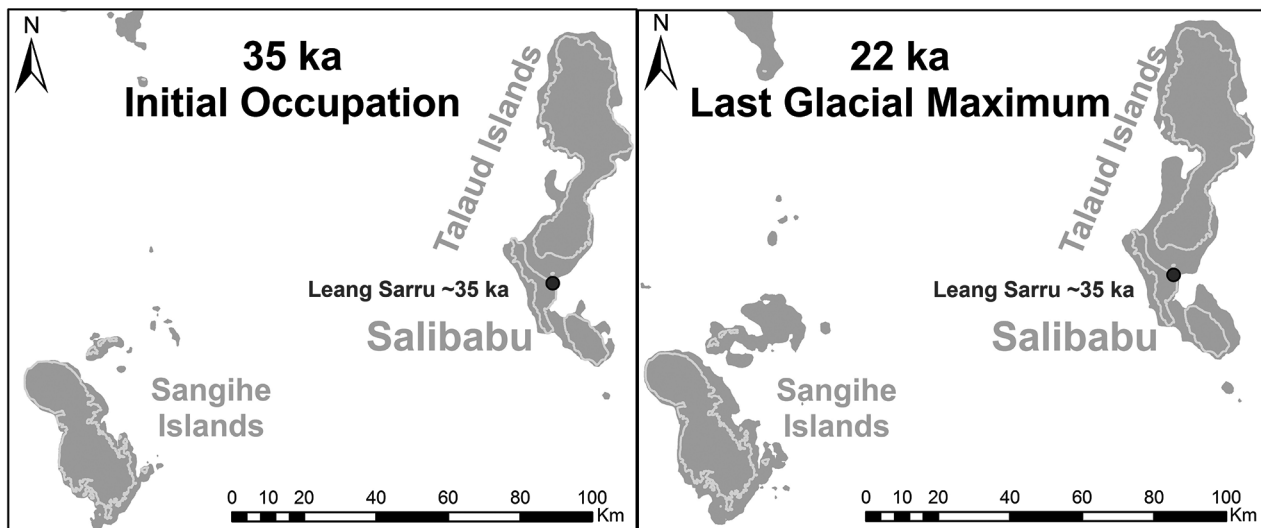 N
35 ka
Initial Occupation
Talaud Islands
Leang Sarru ~35 ka
Salibabu
Sangihe
Islands
0 10 20 40 60 80 100
Km
N
22 ka
Last Glacial Maximum
Talaud Islands
Leang Sarru ~35 ka
Salibabu
Sangihe
Islands
0 10 20 40 60 80 100
Km